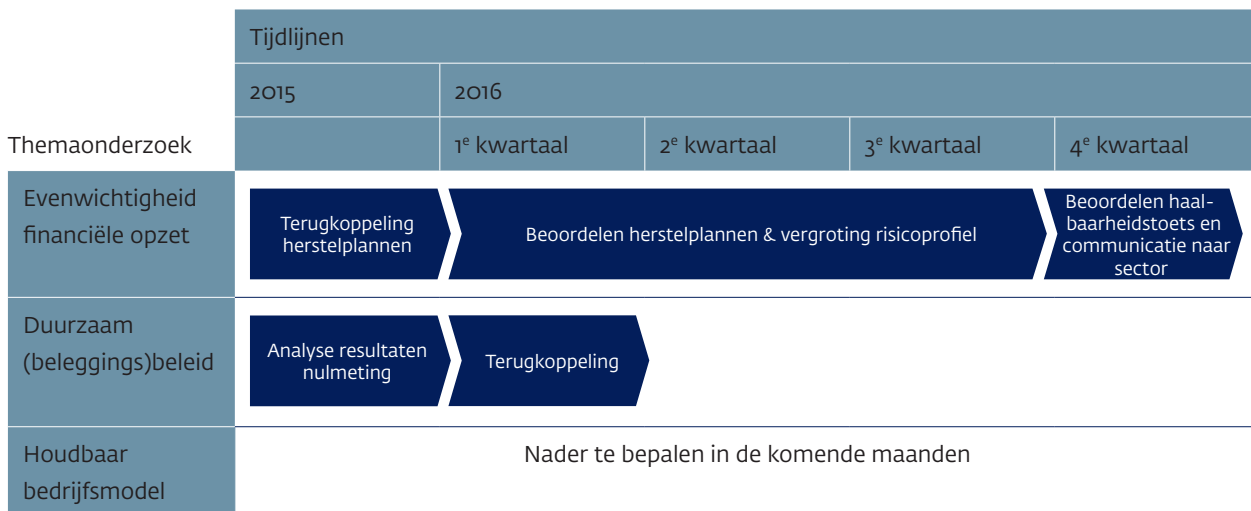 Tijdlijnen
2015
2016
Themaonderzoek
1e kwartaal
2e kwartaal
3e kwartaal
4e kwartaal
Evenwichtigheid
financiële opzet
Terugkoppeling
herstelplannen
Beoordelen herstelplannen & vergroting risicoprofiel
Beoordelen haal-
baarheidstoets en
communicatie naar
sector
Duurzaam
(beleggings)beleid
Analyse resultaten
nulmeting
Terugkoppeling
Houdbaar
bedrijfsmodel
Nader te bepalen in de komende maanden